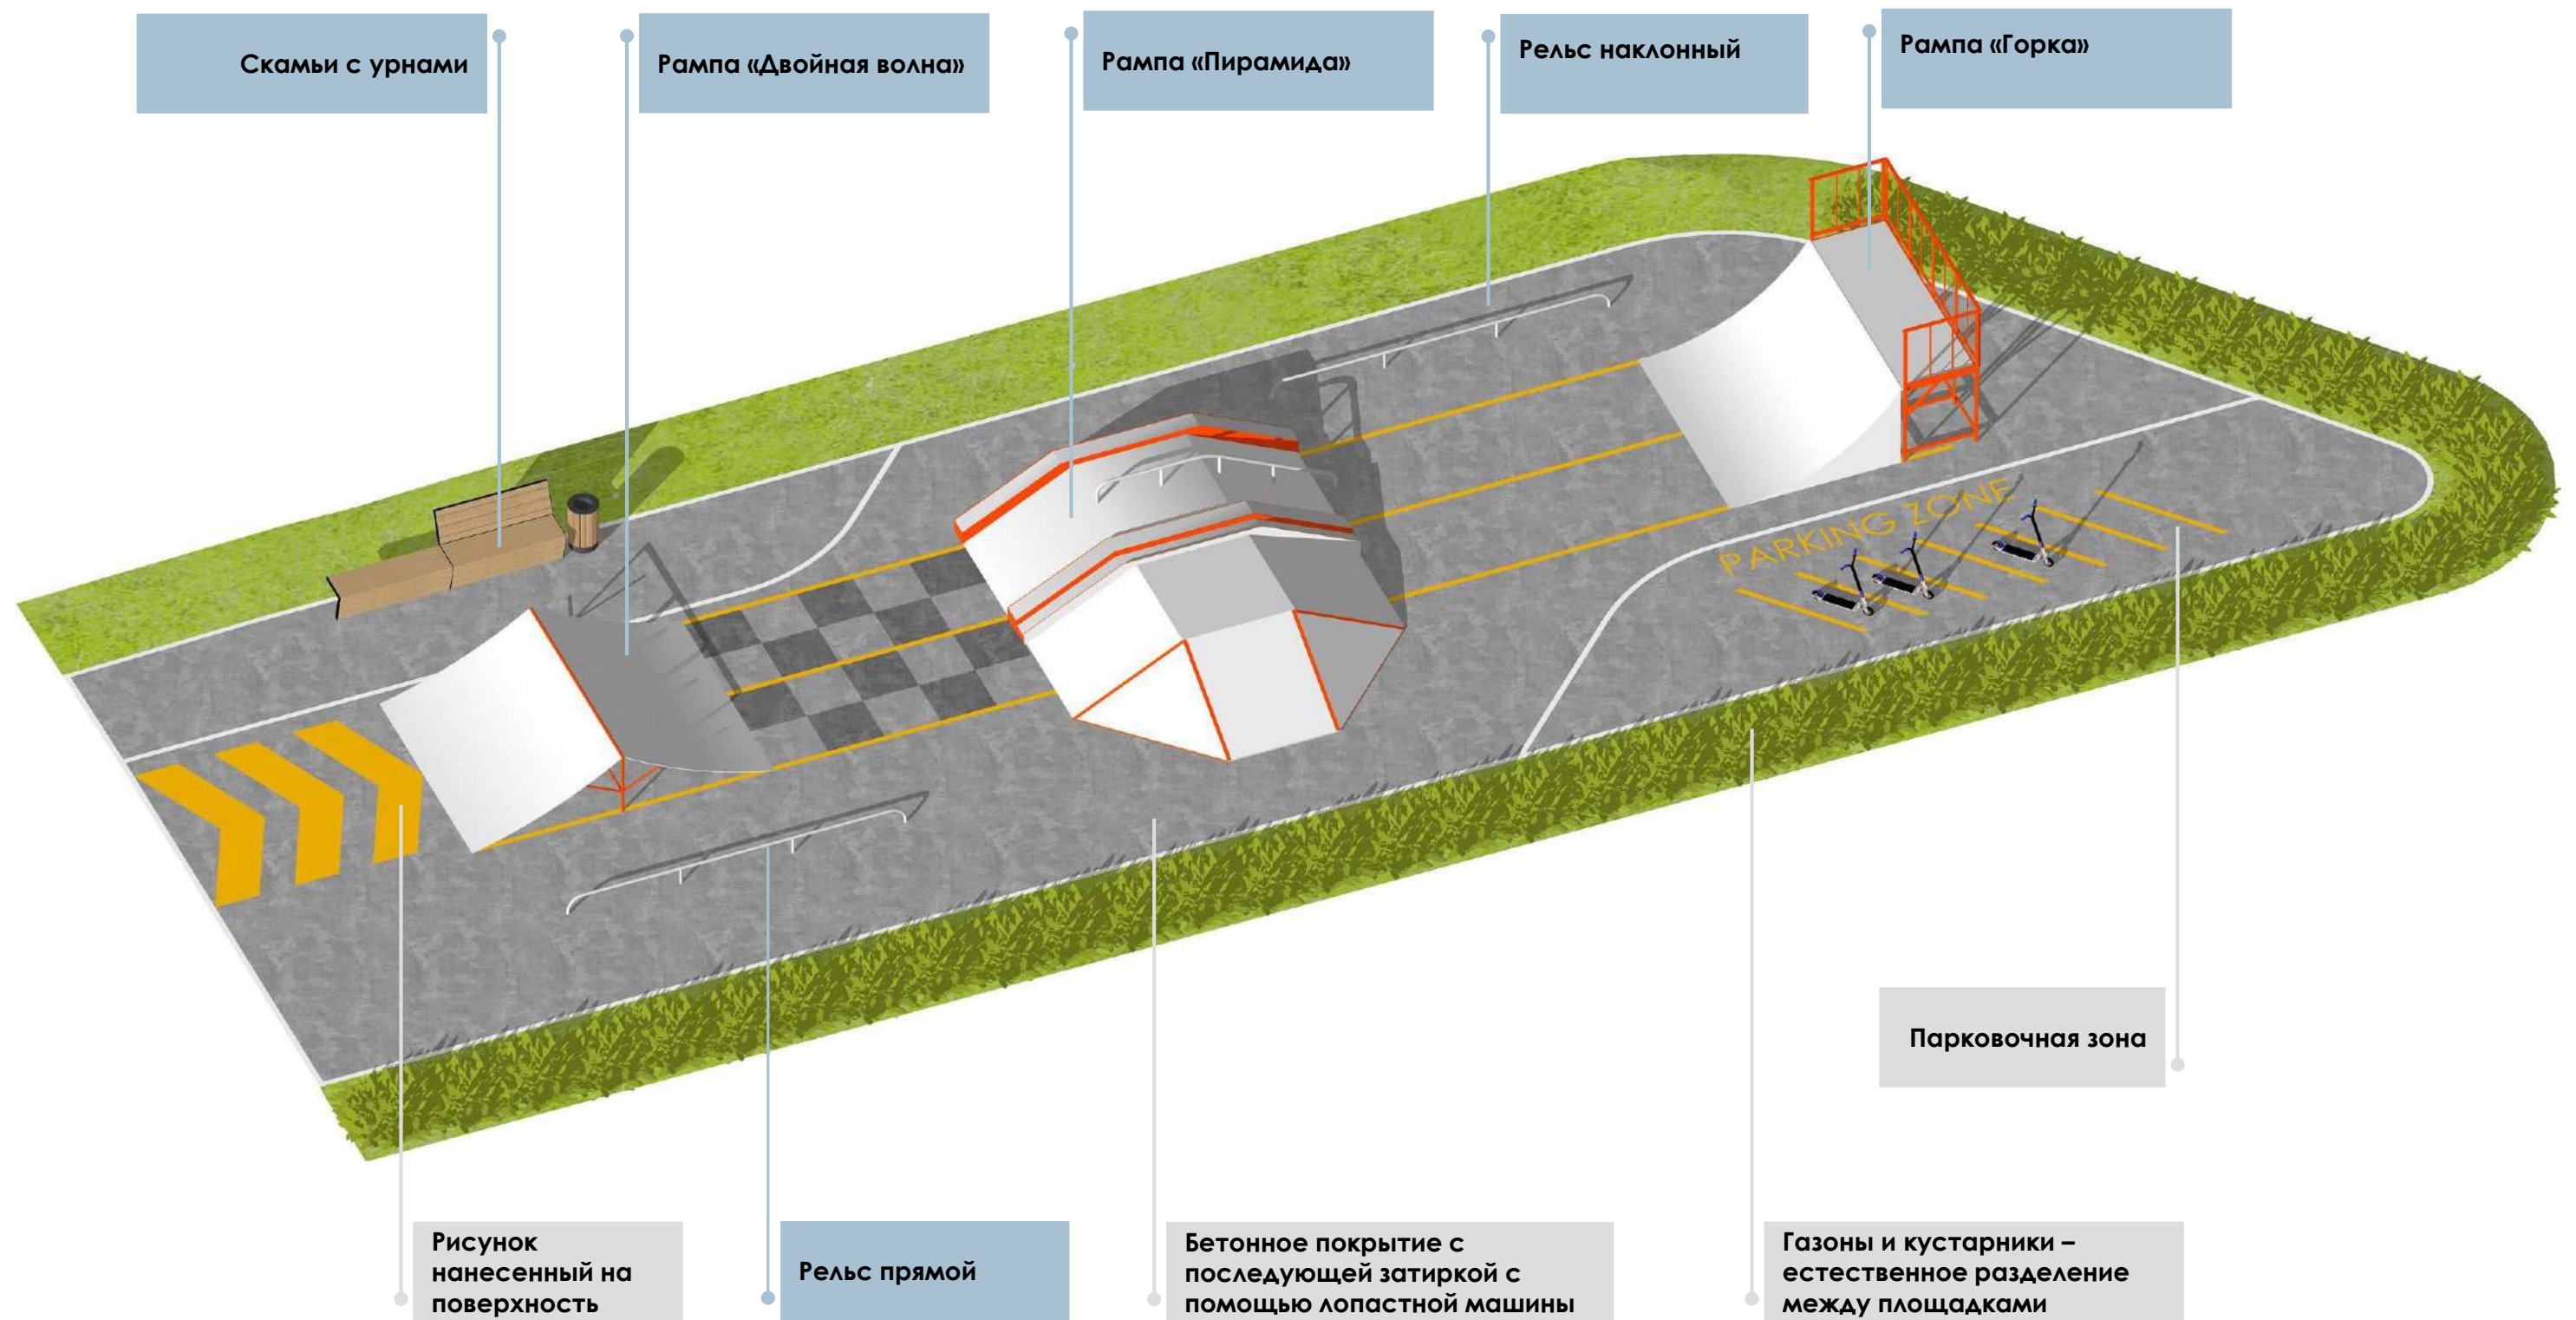 Скамьи с урнами
Рампа «Двойная волна»
Рампа «Пирамида»
Рельс наклонный
Рампа «Горка»
PARKING ZONE
Парковочная зона
Рисунок
нанесенный на
поверхность
Рельс прямой
Бетонное покрытие с
последующей затиркой с
помощью лопастной машины
Газоны и кустарники –
естественное разделение
между площадками